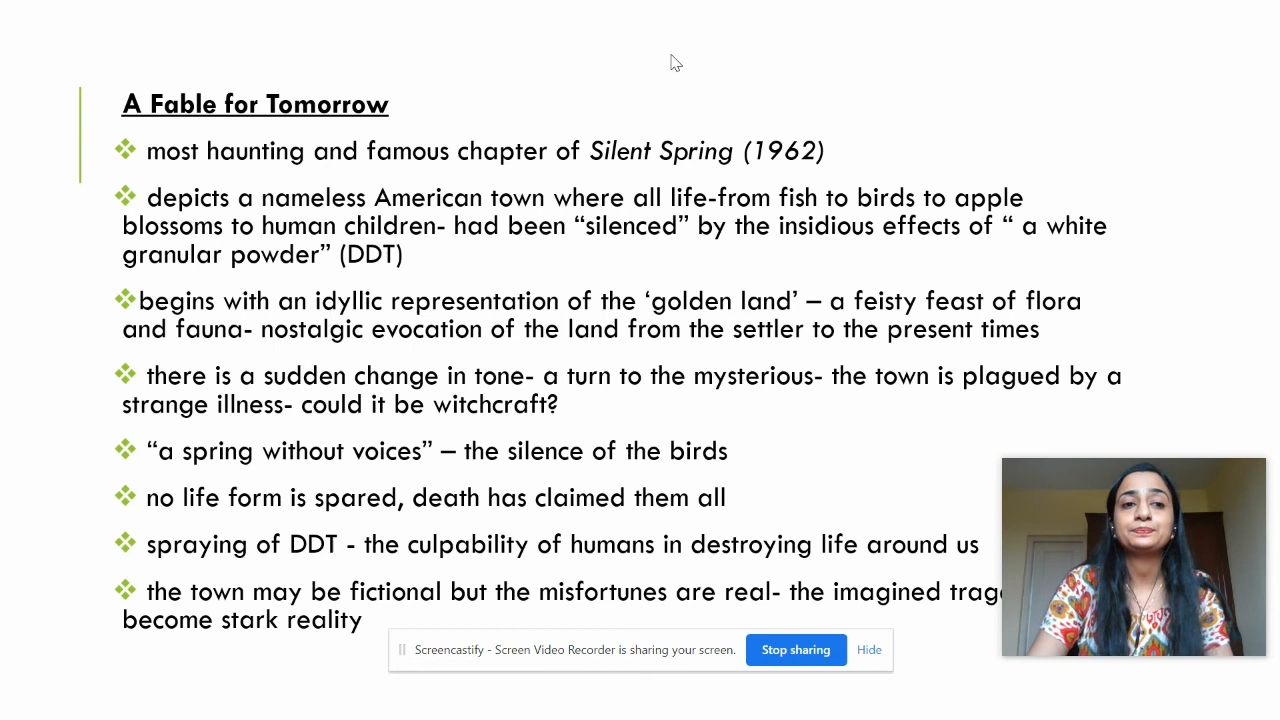 A Fable for Tomorrow
most haunting and famous chapter of Silent Spring (1962)
depicts a nameless American town where all life-from fish to birds to apple
blossoms to human children- had been “silenced” by the insidious effects of “ a white
granular powder” (DDT)
begins with an idyllic representation of the ‘golden land’ – a feisty feast of flora
and fauna- nostalgic evocation of the land from the settler to the present times
there is a sudden change in tone- a turn to the mysterious- the town is plagued by a
strange illness- could it be witchcraft?
“a spring without voices” – the silence of the birds
no life form is spared, death has claimed them all
spraying of DDT - the culpability of humans in destroying life around us
the town may be fictional but the misfortunes are real- the imagined
become stark reality
Screencastify - Screen Video Recorder is sharing your screen.
Stop sharing
Hide